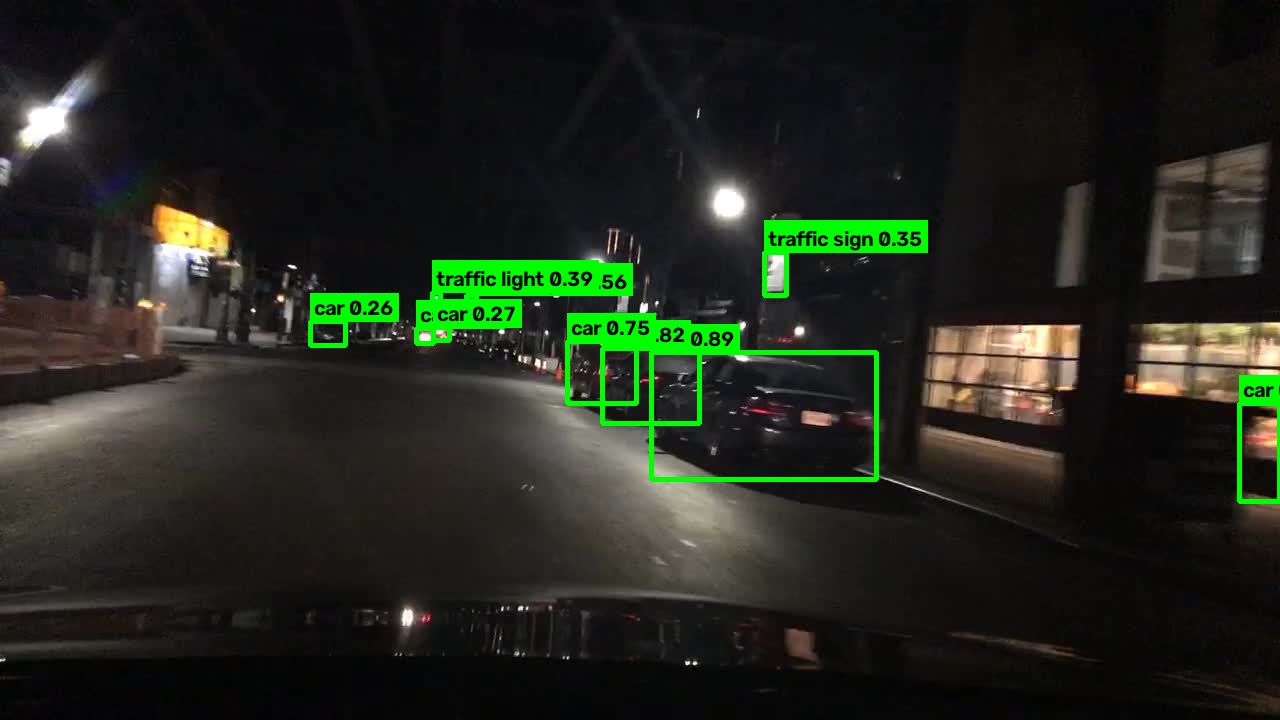 traffic sign 0.35
traffic light 0.39
.56
car 0.26
c
car 0.27
car 0.75
.82
0.89
car